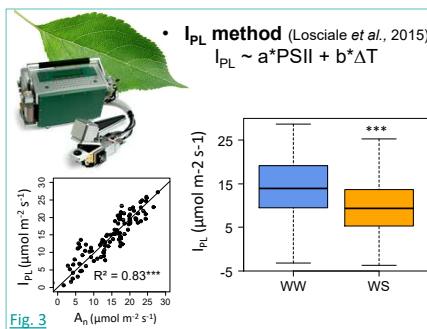 • I_PL method (Losciale et al., 2015)
I_PL ~ a*PSII + b*ΔT
I_PL (µmol m⁻² s⁻¹)
30
25
20
15
10
5
0
R² = 0.83***
0 5 10 15 20 25 30
A_n (µmol m⁻² s⁻¹)
Fig. 3
I_PL (µmol m-2 s-1)
25
15
5
-5
***
WW WS